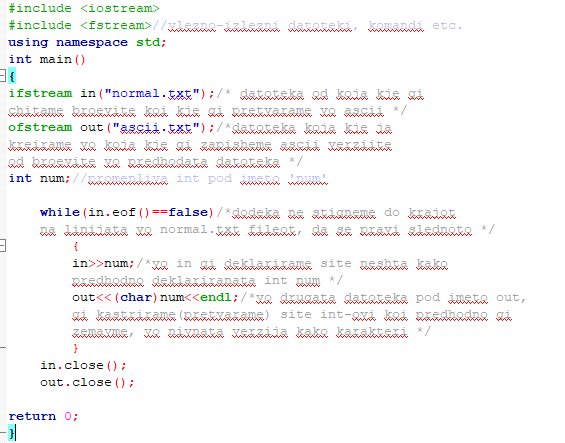 #include <iostream>
#include <fstream>//vlezno-izlezni datoteki, komandi etc.
using namespace std;
int main()
{
ifstream in("normal.txt");/* datoteka od koja kje gi
chitame broevite koi kje gi pretvarame vo ascii */
ofstream out("ascii.txt");/*datoteka koja kje ja
kreirame vo koja kje gi zapisheme ascii verziite
od broevite vo predhodata datoteka */
int num;//promenliva int pod imeto 'num'
while(in.eof()==false)/*dodeka ne stigneme do krajot
na linijata vo normal.txt fileot, da se pravi slednoto */
{
in>>num;/*vo in gi deklarirame site neshta kako
predhodno deklariranata int num */
out<<(char)num<<endl;/*vo drugata datoteka pod imeto out,
gi kastrirame(pretvarame) site int-ovi koi predhodno gi
zemavme, vo nivnata verzija kako karakteri */
}
in.close();
out.close();
return 0;
}